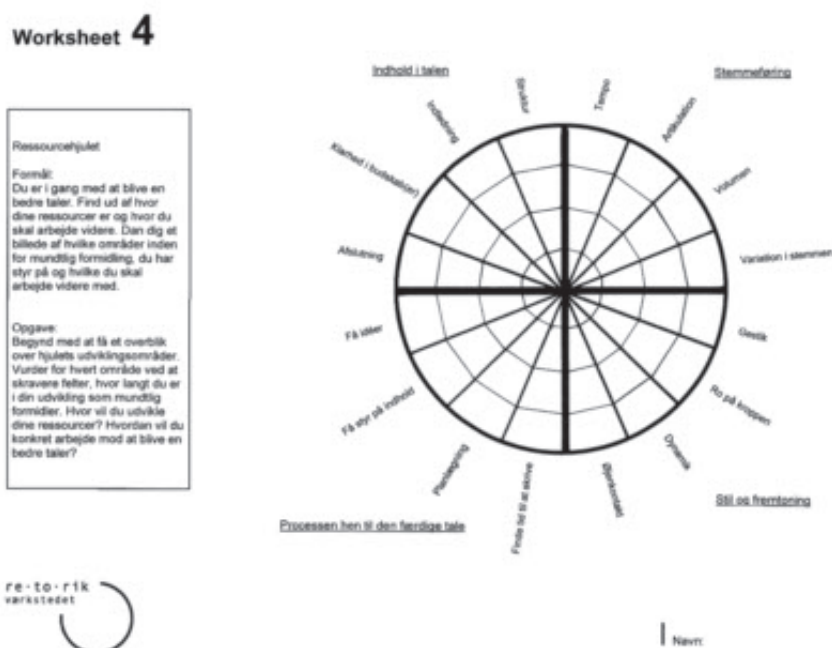 Worksheet 4
Ressourcehjulet
Formål:
Du er i gang med at blive en
bedre taler. Find ud af hvor
dine ressourcer er og hvor du
skal arbejde videre. Dan dig et
billede af hvilke områder inden
for mundtlig formidling, du har
styr på og hvilke du skal
arbejde videre med.
Opgave:
Begynd med at få et overblik
over hjulets udviklingsområder.
Vurder for hvert område ved at
skravere felter, hvor langt du er
i din udvikling som mundtlig
formidler. Hvor vil du udvikle
dine ressourcer? Hvordan vil du
konkret arbejde mod at blive en
bedre taler?
Indhold i talen
Struktur
Indledning
Klarhed i budskab(er)
Afslutning
Stemmeføring
Tempo
Artikulation
Volumen
Variation i stemmen
Gestik
Ro på kroppen
Dynamik
Øjenkontakt
Stil og fremtoning
Få idéer
Få styr på indhold
Planlægning
Finde tid til at skrive
Processen hen til den færdige tale
re·to·rik
værkstedet
Navn: